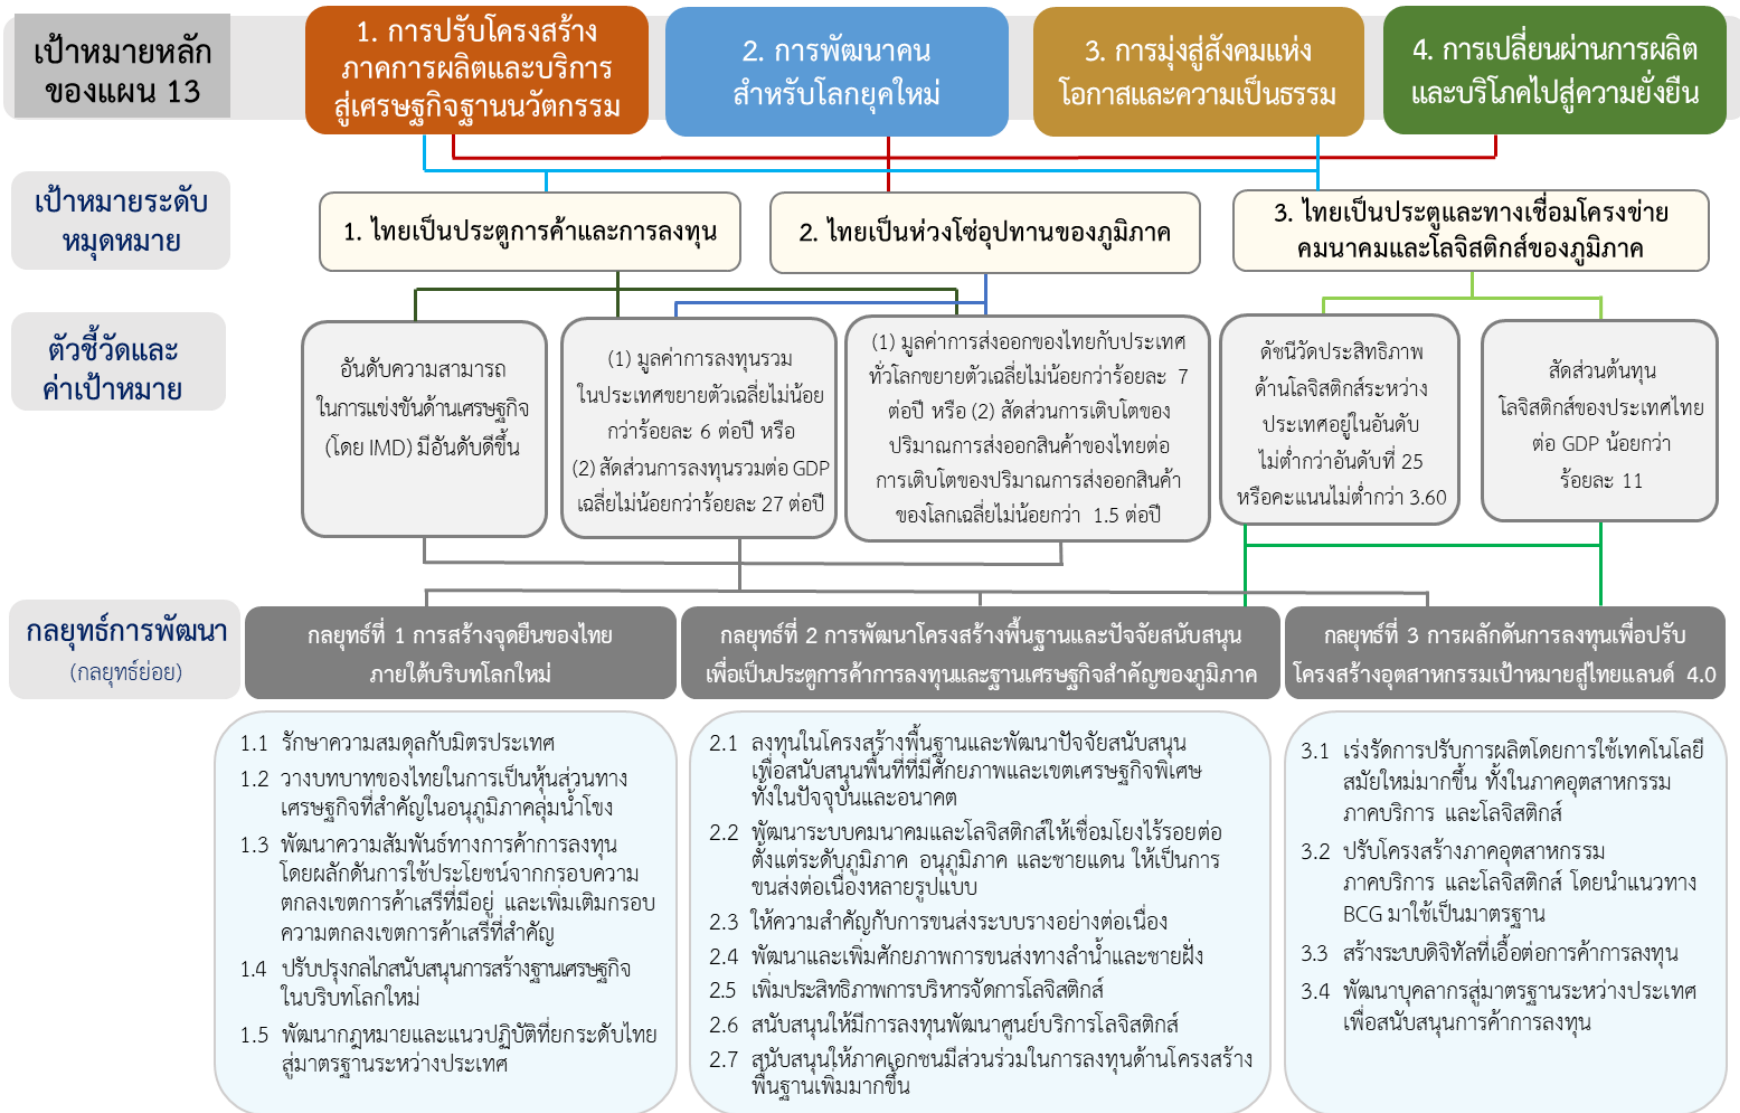 เป้าหมายหลัก
ของแผน 13
1. การปรับโครงสร้าง
ภาคการผลิตและบริการ
สู่เศรษฐกิจฐานนวัตกรรม
2. การพัฒนาคน
สำหรับโลกยุคใหม่
3. การมุ่งสู่สังคมแห่ง
โอกาสและความเป็นธรรม
4. การเปลี่ยนผ่านการผลิต
และบริโภคไปสู่ความยั่งยืน
เป้าหมายระดับ
หมุดหมาย
1. ไทยเป็นประตูการค้าและการลงทุน
2. ไทยเป็นห่วงโซ่อุปทานของภูมิภาค
3. ไทยเป็นประตูและทางเชื่อมโครงข่าย
คมนาคมและโลจิสติกส์ของภูมิภาค
ตัวชี้วัดและ
ค่าเป้าหมาย
อันดับความสามารถ
ในการแข่งขันด้านเศรษฐกิจ
(โดย IMD) มีอันดับดีขึ้น
(1) มูลค่าการลงทุนรวม
ในประเทศขยายตัวเฉลี่ยไม่น้อย
กว่าร้อยละ 6 ต่อปี หรือ
(2) สัดส่วนการลงทุนรวมต่อ GDP
เฉลี่ยไม่น้อยกว่าร้อยละ 27 ต่อปี
(1) มูลค่าการส่งออกของไทยกับประเทศ
ทั่วโลกขยายตัวเฉลี่ยไม่น้อยกว่าร้อยละ 7
ต่อปี หรือ (2) สัดส่วนการเติบโตของ
ปริมาณการส่งออกสินค้าของไทยต่อ
การเติบโตของปริมาณการส่งออกสินค้า
ของโลกเฉลี่ยไม่น้อยกว่า 1.5 ต่อปี
ดัชนีวัดประสิทธิภาพ
ด้านโลจิสติกส์ระหว่าง
ประเทศอยู่ในอันดับ
ไม่ต่ำกว่าอันดับที่ 25
หรือคะแนนไม่ต่ำกว่า 3.60
สัดส่วนต้นทุน
โลจิสติกส์ของประเทศไทย
ต่อ GDP น้อยกว่า
ร้อยละ 11
กลยุทธ์การพัฒนา
(กลยุทธ์ย่อย)
กลยุทธ์ที่ 1 การสร้างจุดยืนของไทย
ภายใต้บริบทโลกใหม่
กลยุทธ์ที่ 2 การพัฒนาโครงสร้างพื้นฐานและปัจจัยสนับสนุน
เพื่อเป็นประตูการค้าการลงทุนและฐานเศรษฐกิจสำคัญของภูมิภาค
กลยุทธ์ที่ 3 การผลักดันการลงทุนเพื่อปรับ
โครงสร้างอุตสาหกรรมเป้าหมายสู่ไทยแลนด์ 4.0
1.1 รักษาความสมดุลกับมิตรประเทศ
1.2 วางบทบาทของไทยในการเป็นหุ้นส่วนทาง
เศรษฐกิจที่สำคัญในอนุภูมิภาคลุ่มน้ำโขง
1.3 พัฒนาความสัมพันธ์ทางการค้าการลงทุน
โดยผลักดันการใช้ประโยชน์จากกรอบความ
ตกลงเขตการค้าเสรีที่มีอยู่ และเพิ่มเติมกรอบ
ความตกลงเขตการค้าเสรีที่สำคัญ
1.4 ปรับปรุงกลไกสนับสนุนการสร้างฐานเศรษฐกิจ
ในบริบทโลกใหม่
1.5 พัฒนากฎหมายและแนวปฏิบัติที่ยกระดับไทย
สู่มาตรฐานระหว่างประเทศ
2.1 ลงทุนในโครงสร้างพื้นฐานและพัฒนาปัจจัยสนับสนุน
เพื่อสนับสนุนพื้นที่ที่มีศักยภาพและเขตเศรษฐกิจพิเศษ
ทั้งในปัจจุบันและอนาคต
2.2 พัฒนาระบบคมนาคมและโลจิสติกส์ให้เชื่อมโยงไร้รอยต่อ
ตั้งแต่ระดับภูมิภาค อนุภูมิภาค และชายแดน ให้เป็นการ
ขนส่งต่อเนื่องหลายรูปแบบ
2.3 ให้ความสำคัญกับการขนส่งระบบรางอย่างต่อเนื่อง
2.4 พัฒนาและเพิ่มศักยภาพการขนส่งทางลำน้ำและชายฝั่ง
2.5 เพิ่มประสิทธิภาพการบริหารจัดการโลจิสติกส์
2.6 สนับสนุนให้มีการลงทุนพัฒนาศูนย์บริการโลจิสติกส์
2.7 สนับสนุนให้ภาคเอกชนมีส่วนร่วมในการลงทุนด้านโครงสร้าง
พื้นฐานเพิ่มมากขึ้น
3.1 เร่งรัดการปรับการผลิตโดยการใช้เทคโนโลยี
สมัยใหม่มากขึ้น ทั้งในภาคอุตสาหกรรม
ภาคบริการ และโลจิสติกส์
3.2 ปรับโครงสร้างภาคอุตสาหกรรม
ภาคบริการ และโลจิสติกส์ โดยนำแนวทาง
BCG มาใช้เป็นมาตรฐาน
3.3 สร้างระบบดิจิทัลที่เอื้อต่อการค้าการลงทุน
3.4 พัฒนาบุคลากรสู่มาตรฐานระหว่างประเทศ
เพื่อสนับสนุนการค้าการลงทุน